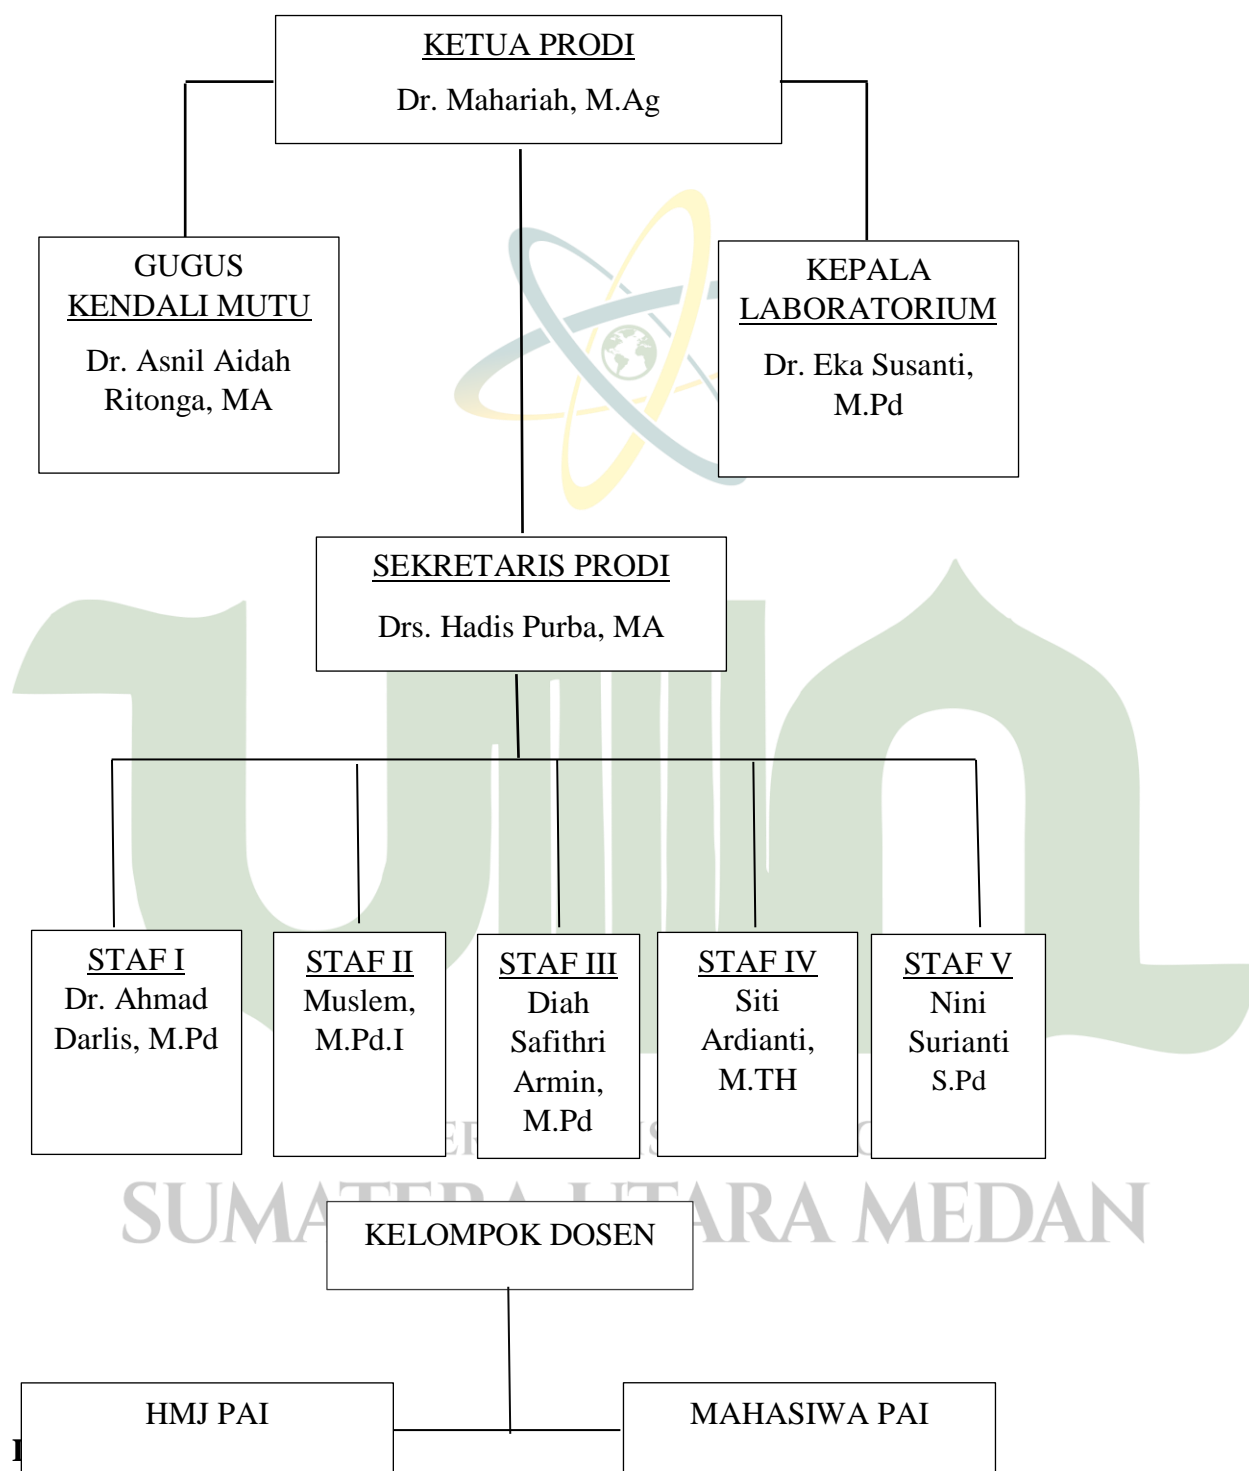 KETUA PRODI
Dr. Mahariah, M.Ag
GUGUS
KENDALI MUTU
Dr. Asnil Aidah
Ritonga, MA
KEPALA
LABORATORIUM
Dr. Eka Susanti,
M.Pd
SEKRETARIS PRODI
Drs. Hadis Purba, MA
STAF I
Dr. Ahmad
Darlis, M.Pd
STAF II
Muslem,
M.Pd.I
STAF III
Diah
Safithri
Armin,
M.Pd
STAF IV
Siti
Ardianti,
M.TH
STAF V
Nini
Surianti
S.Pd
SUMATERA UTARA MEDAN
KELOMPOK DOSEN
HMJ PAI
MAHASIWA PAI